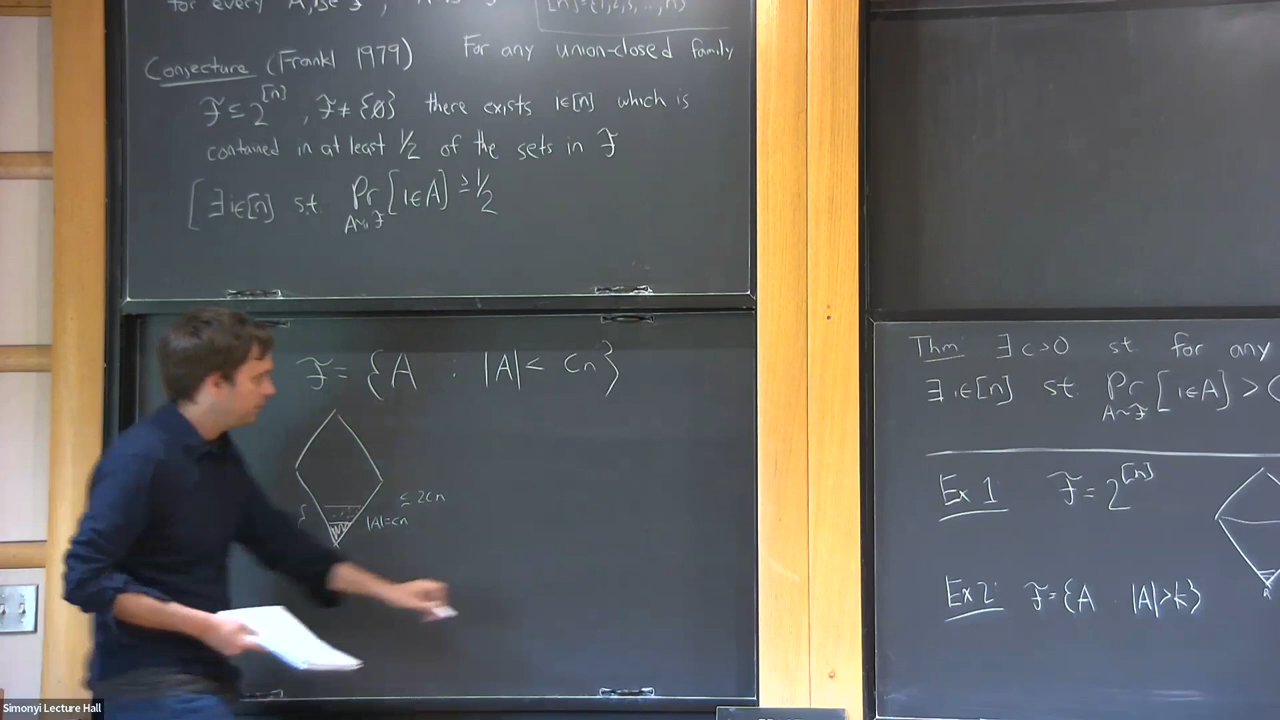 for every A,B∈ℱ,
[n]={1,2,3,...,n}
Conjecture (Frankl 1979) For any union-closed family
ℱ⊆2^[n], ℱ≠{∅} there exists i∈[n] which is
contained in at least 1/2 of the sets in ℱ
[∃i∈[n] st. Pr_{A~ℱ}[i∈A] ≥ 1/2
ℱ= {A : |A|< cn}
≤ 2cn
|A|=cn
Thm: ∃ c>0 st for any
∃ i∈[n] st Pr_{A~ℱ}[i∈A] >
Ex 1 ℱ=2^[n]
Ex 2: ℱ={A : |A|>k}
Simonyi Lecture Hall